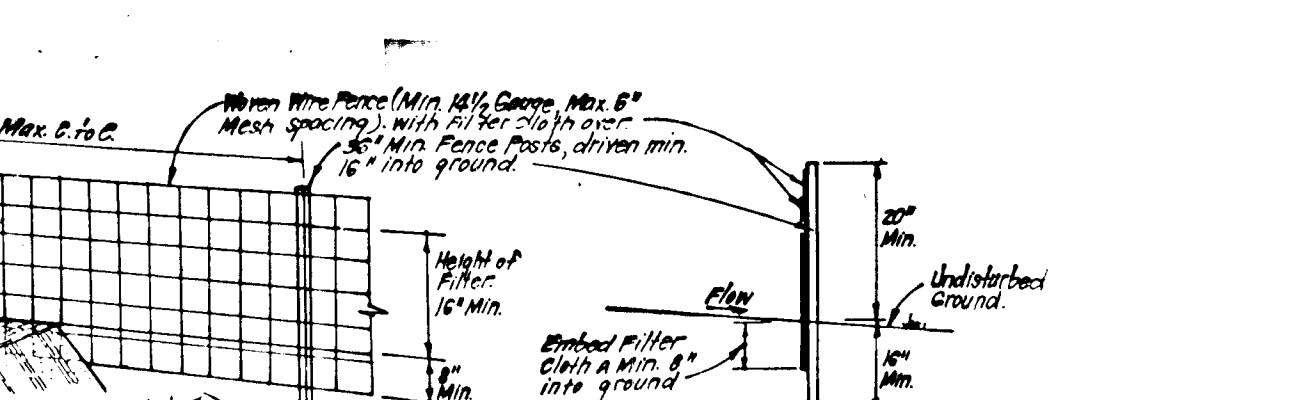 Woven Wire Fence (Min. 14½ Gauge, Max. 6"
Mesh spacing). with Filter cloth over.
Max. C. to C.
36" Min. Fence Posts, driven min.
16" into ground.
20"
Min.
Height of
Filter.
16" Min.
Undisturbed
Ground.
Flow
Embed Filter
cloth A Min. 8"
into ground
8"
Min.
16"
Min.